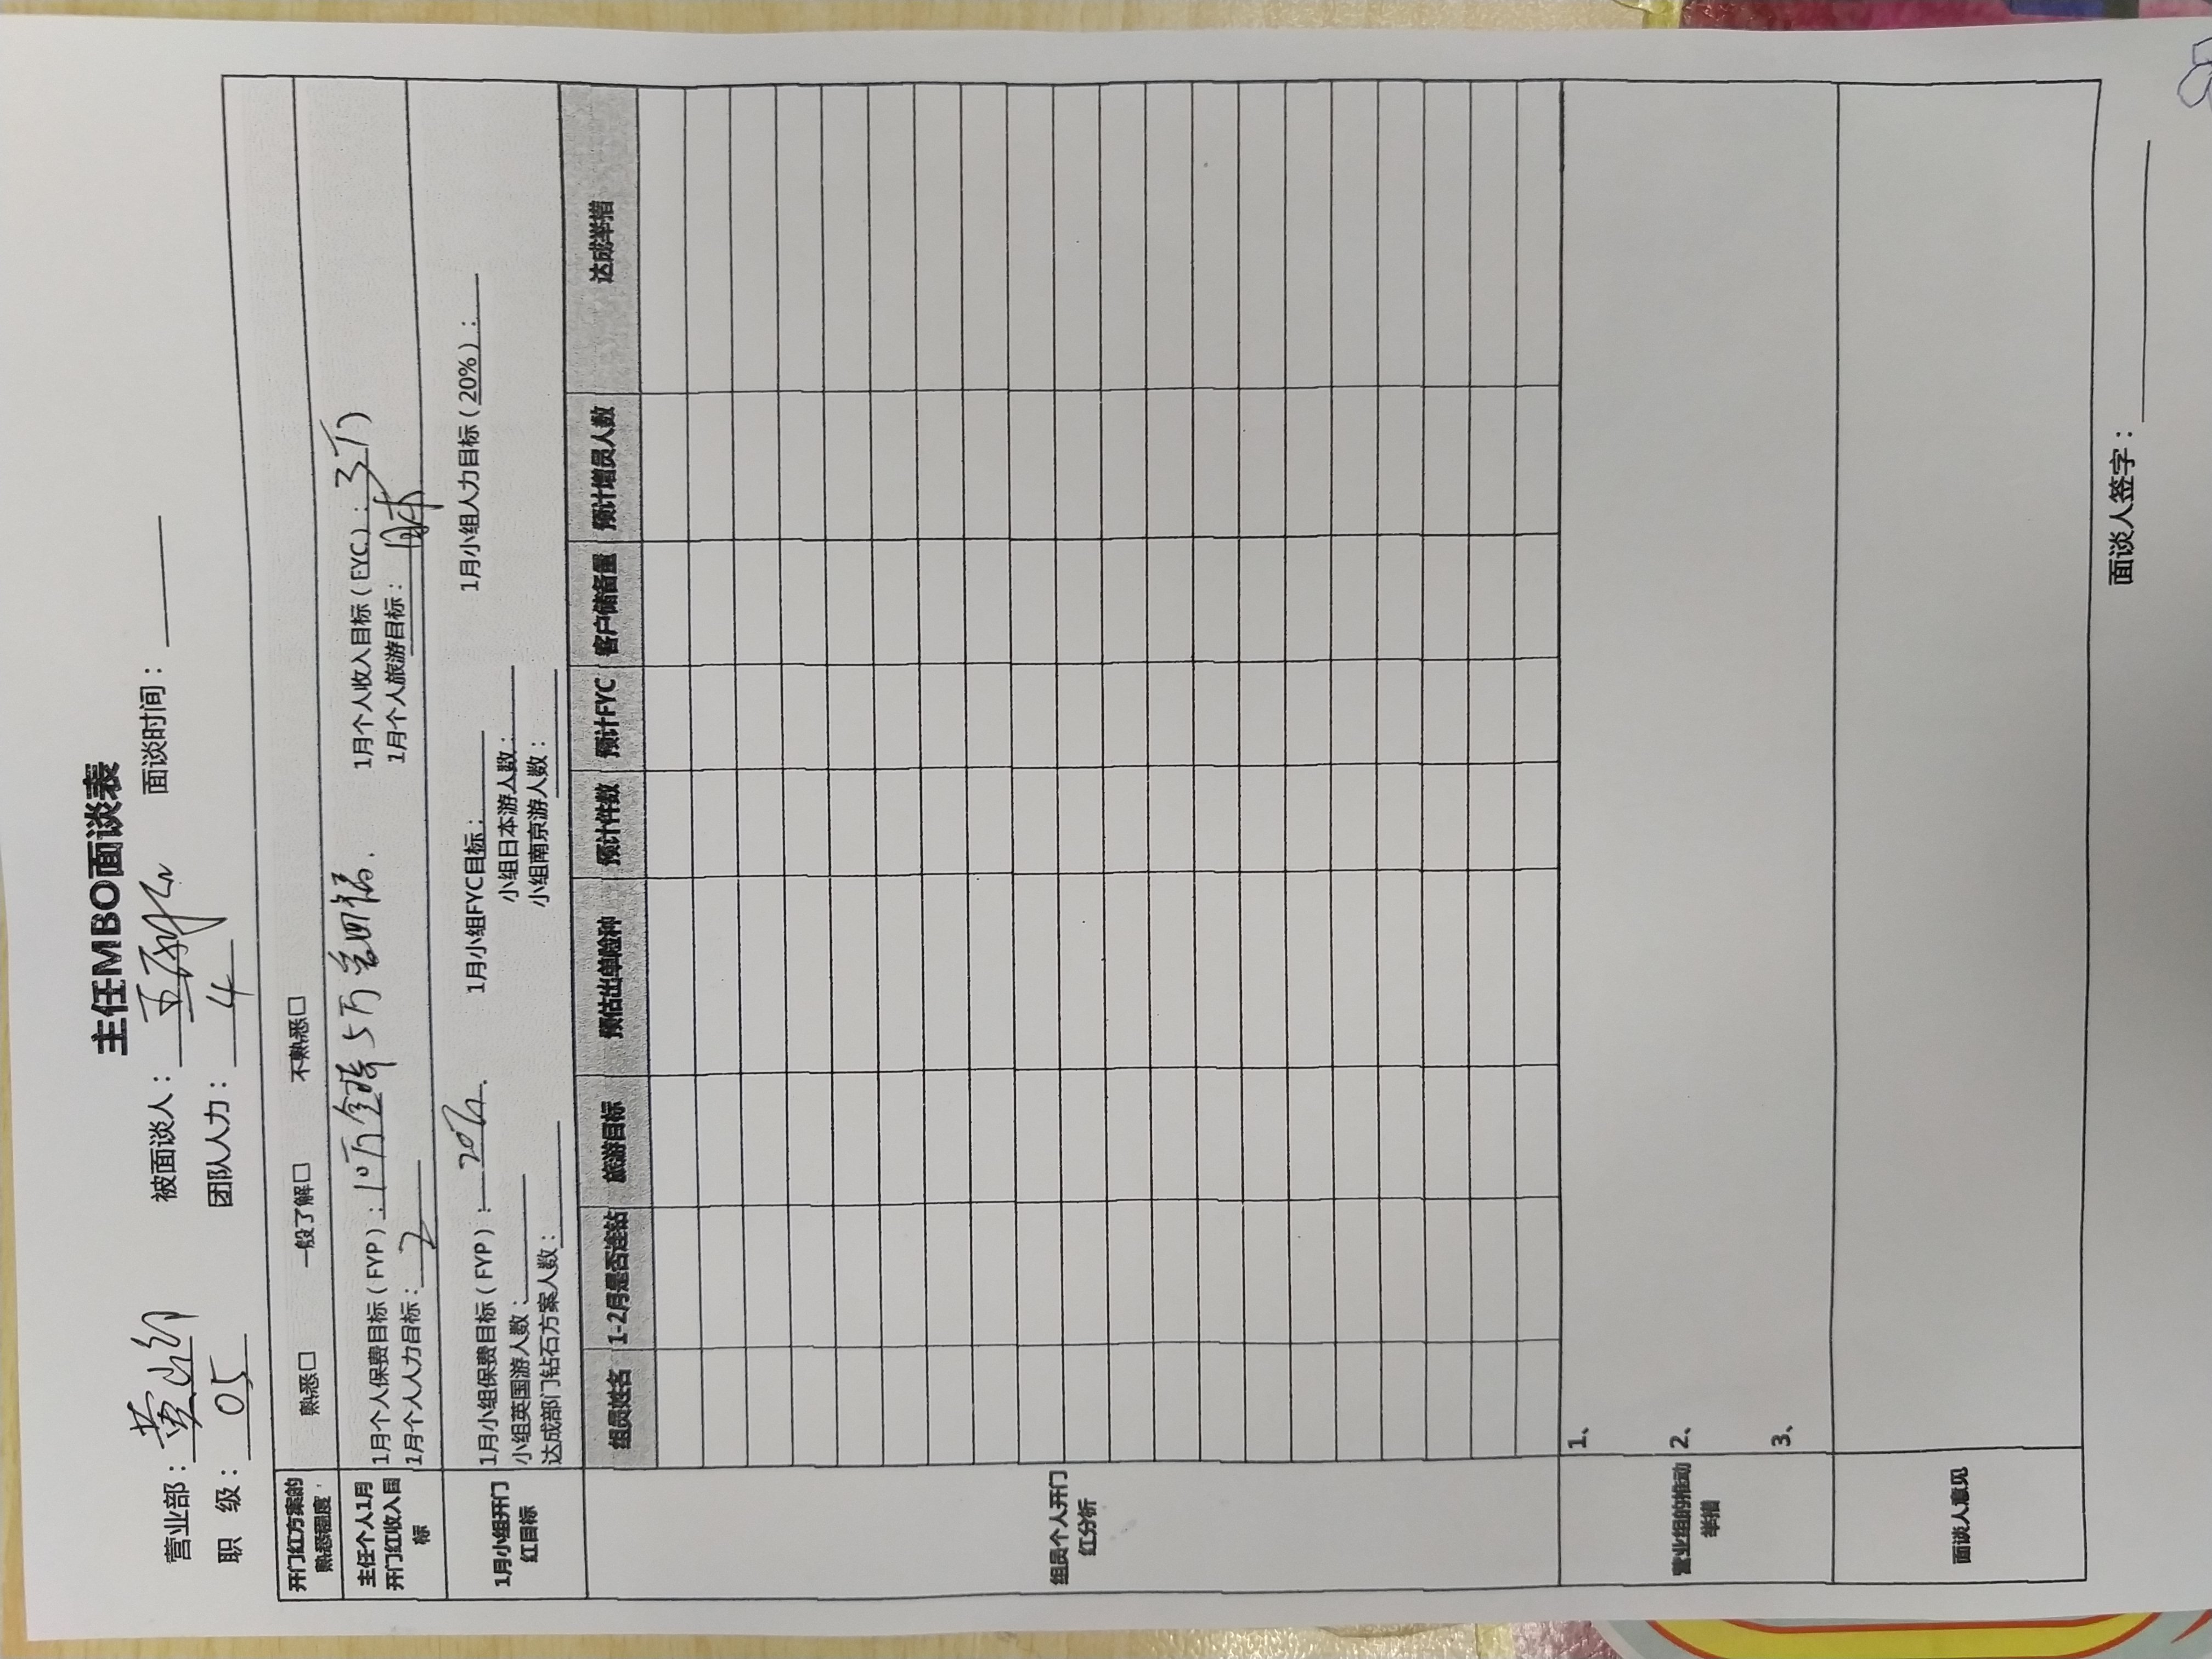 主任MBO面谈表
营业部：黄山部 被面谈人： 面谈时间：
职 级：05 团队人力：4
开门红方案的熟悉程度 熟悉□ 一般了解□ 不熟悉□
主任个人1月开门红收入目标
1月个人保费目标（FYP）：10万 5万 1月个人收入目标（FYC）：3万
1月个人人力目标：2 1月个人旅游目标：日本
1月小组开门红目标
1月小组保费目标（FYP）：20万. 1月小组FYC目标： 1月小组人力目标（20%）：
小组英国游人数： 小组日本游人数：
达成部门钻石方案人数： 小组南京游人数：
组员个人开门红分析
组员姓名 1-2月是否连钻 旅游目标 预估出单险种 预计件数 预计FYC 客户储备量 预计增员人数 达成举措
营业组的推动举措
1、
2、
3、
面谈人意见
面谈人签字：